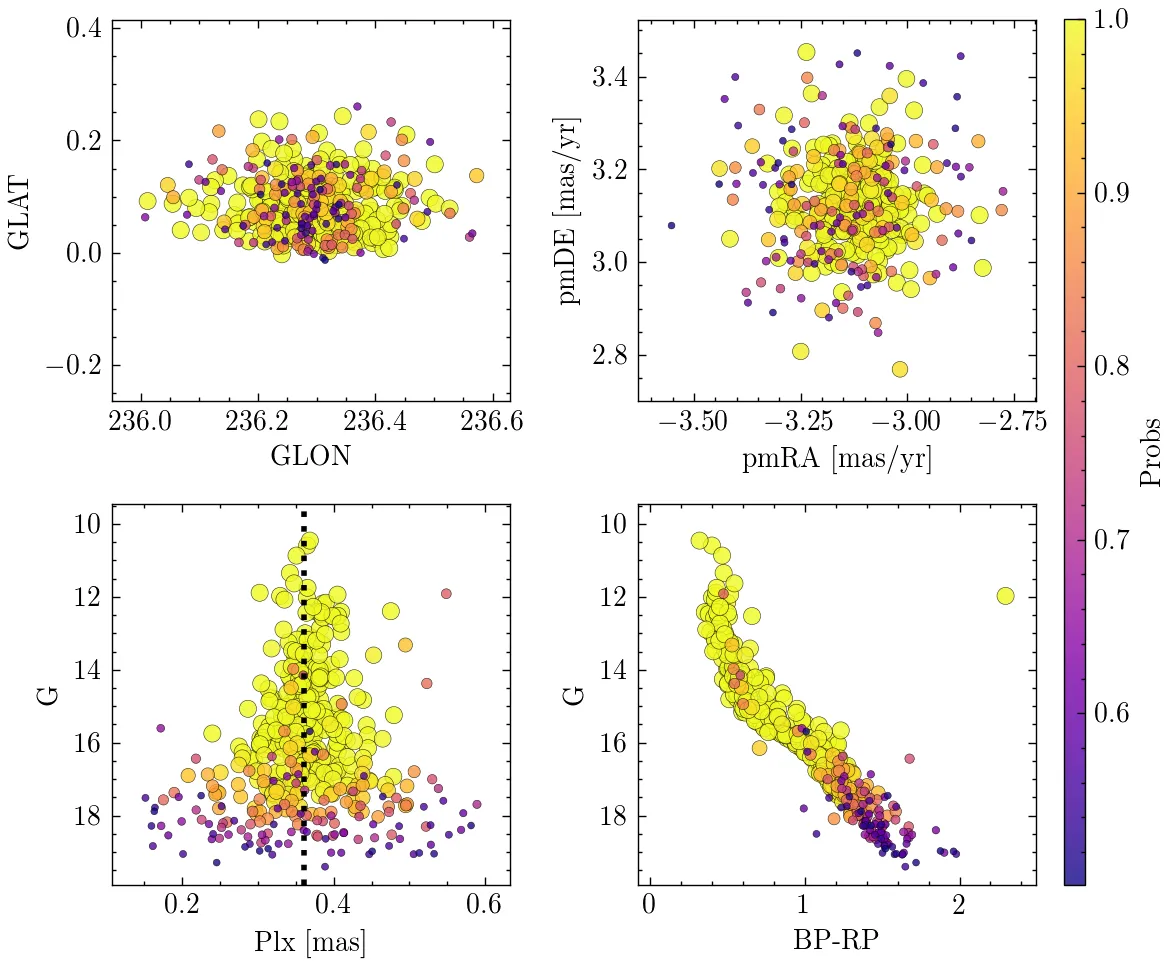 0.4
0.2
0.0
−0.2
GLAT
236.0 236.2 236.4 236.6
GLON
3.4
3.2
3.0
2.8
pmDE [mas/yr]
−3.50 −3.25 −3.00 −2.75
pmRA [mas/yr]
10
12
14
16
18
G
0.2 0.4 0.6
Plx [mas]
10
12
14
16
18
G
0 1 2
BP-RP
1.0
0.9
0.8
0.7
0.6
Probs